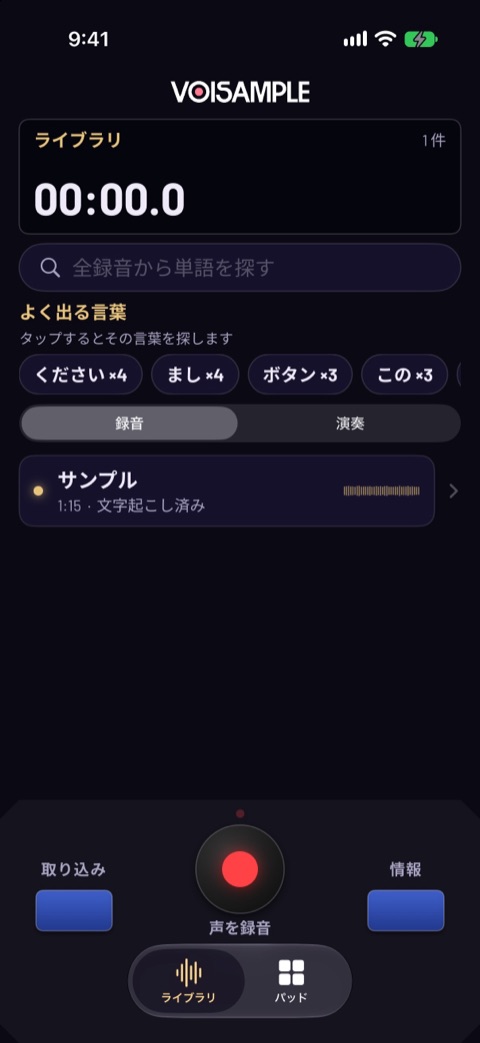 9:41
VOISAMPLE
ライブラリ 1件
00:00.0
全録音から単語を探す
よく出る言葉
タップするとその言葉を探します
ください ×4 まし ×4 ボタン ×3 この ×3
録音 演奏
サンプル
1:15 · 文字起こし済み
取り込み 情報
声を録音
ライブラリ パッド